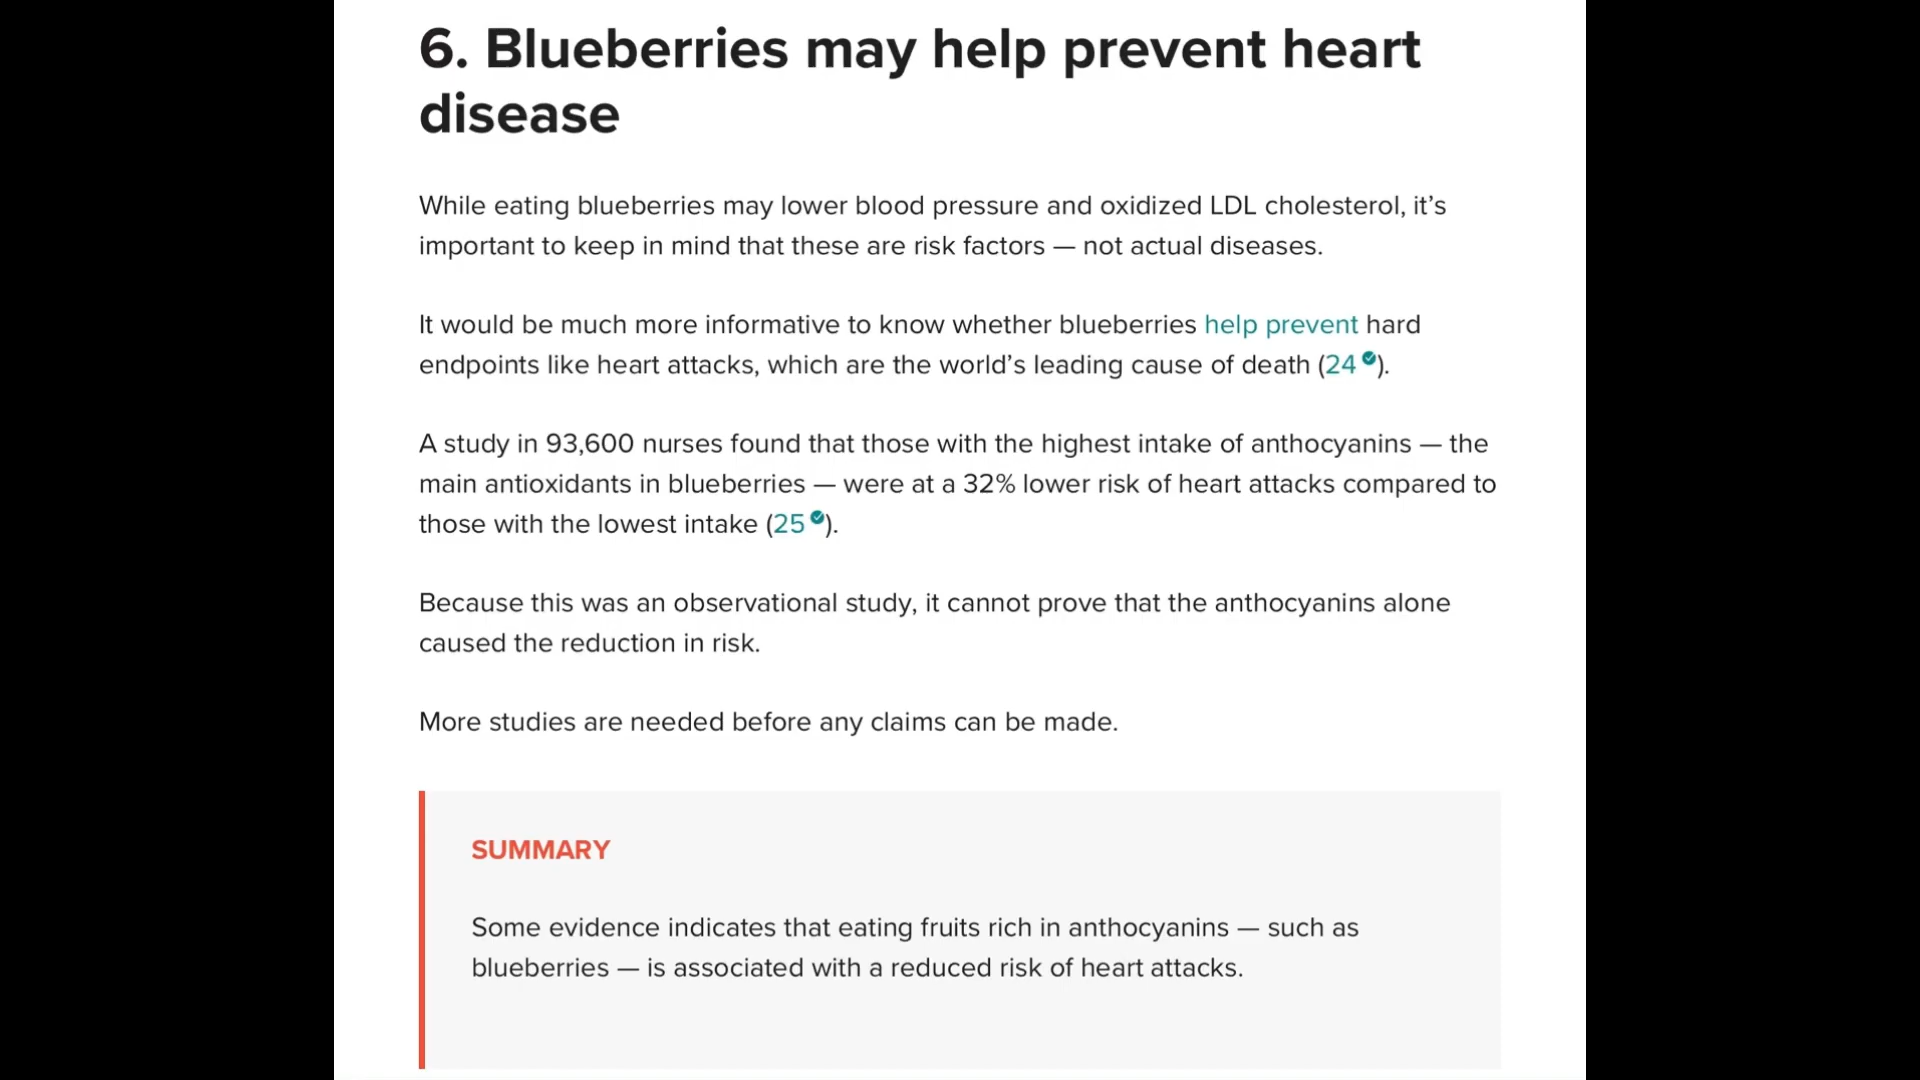 6. Blueberries may help prevent heart
disease
While eating blueberries may lower blood pressure and oxidized LDL cholesterol, it’s
important to keep in mind that these are risk factors — not actual diseases.
It would be much more informative to know whether blueberries help prevent hard
endpoints like heart attacks, which are the world’s leading cause of death (24).
A study in 93,600 nurses found that those with the highest intake of anthocyanins — the
main antioxidants in blueberries — were at a 32% lower risk of heart attacks compared to
those with the lowest intake (25).
Because this was an observational study, it cannot prove that the anthocyanins alone
caused the reduction in risk.
More studies are needed before any claims can be made.
SUMMARY
Some evidence indicates that eating fruits rich in anthocyanins — such as
blueberries — is associated with a reduced risk of heart attacks.